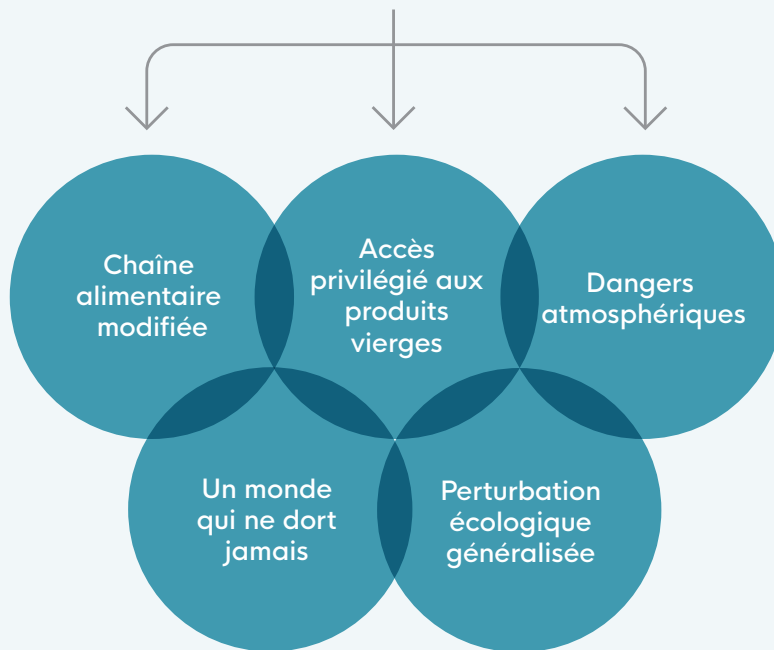 Chaîne
alimentaire
modifiée
Accès
privilégié aux
produits
vierges
Dangers
atmosphériques
Un monde
qui ne dort
jamais
Perturbation
écologique
généralisée